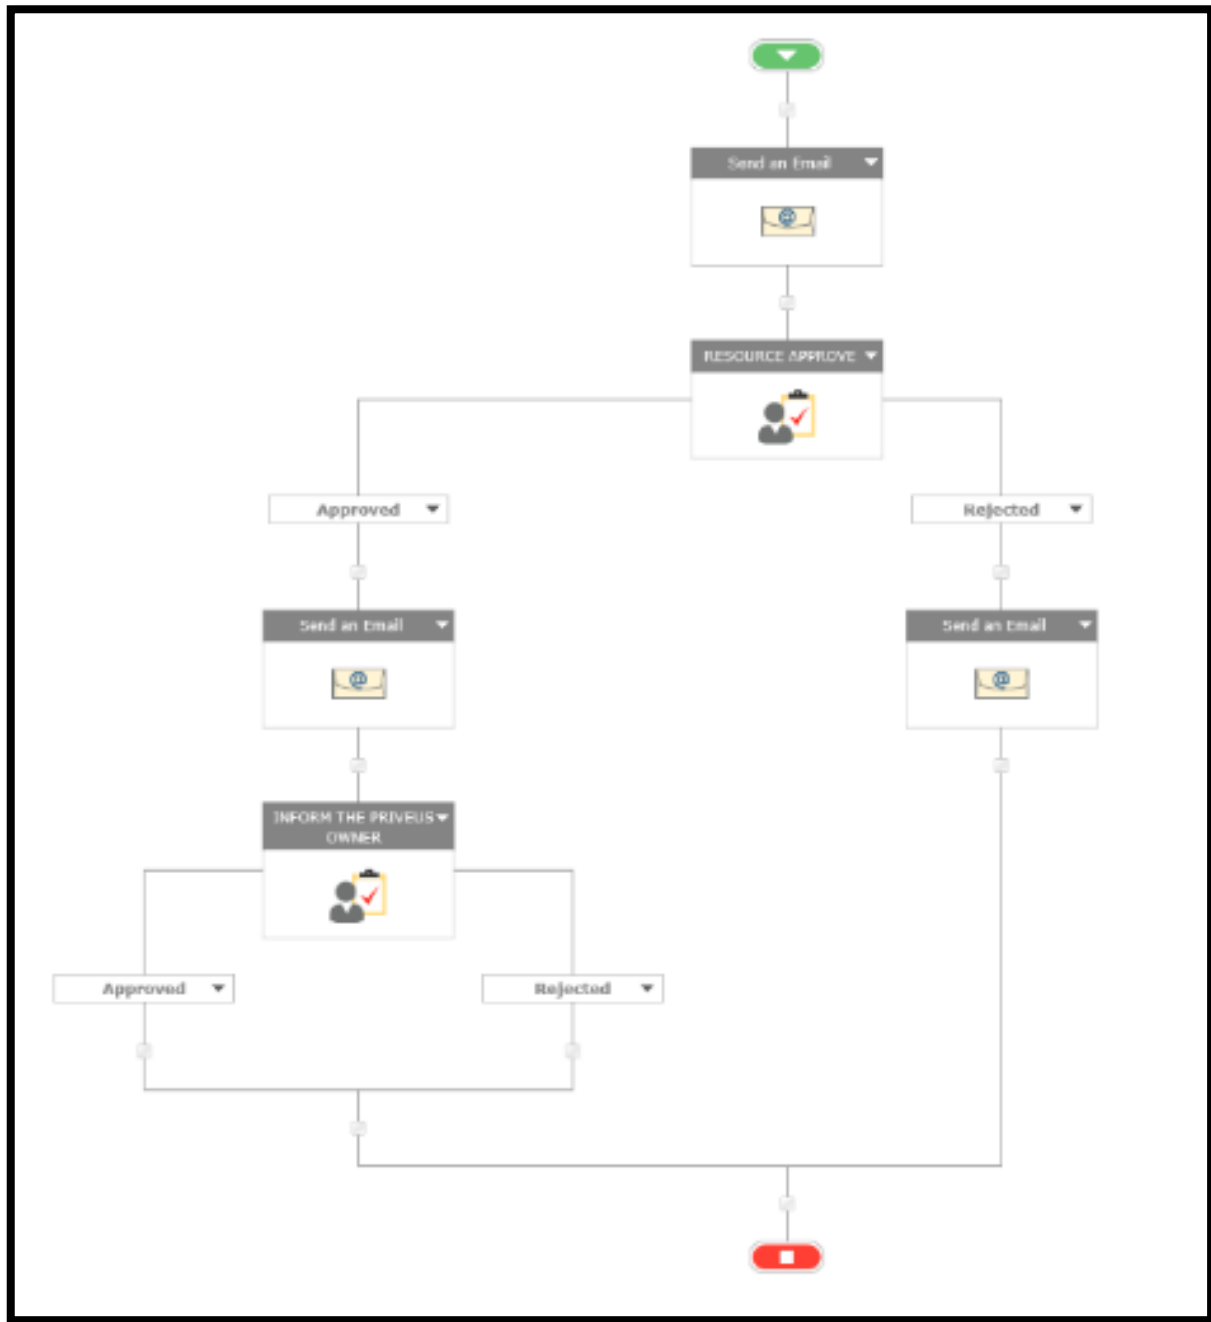 Send an Email
RESOURCE APPROVE
Approved
Rejected
Send an Email
Send an Email
INFORM THE PRIVEUS
OWNER
Approved
Rejected